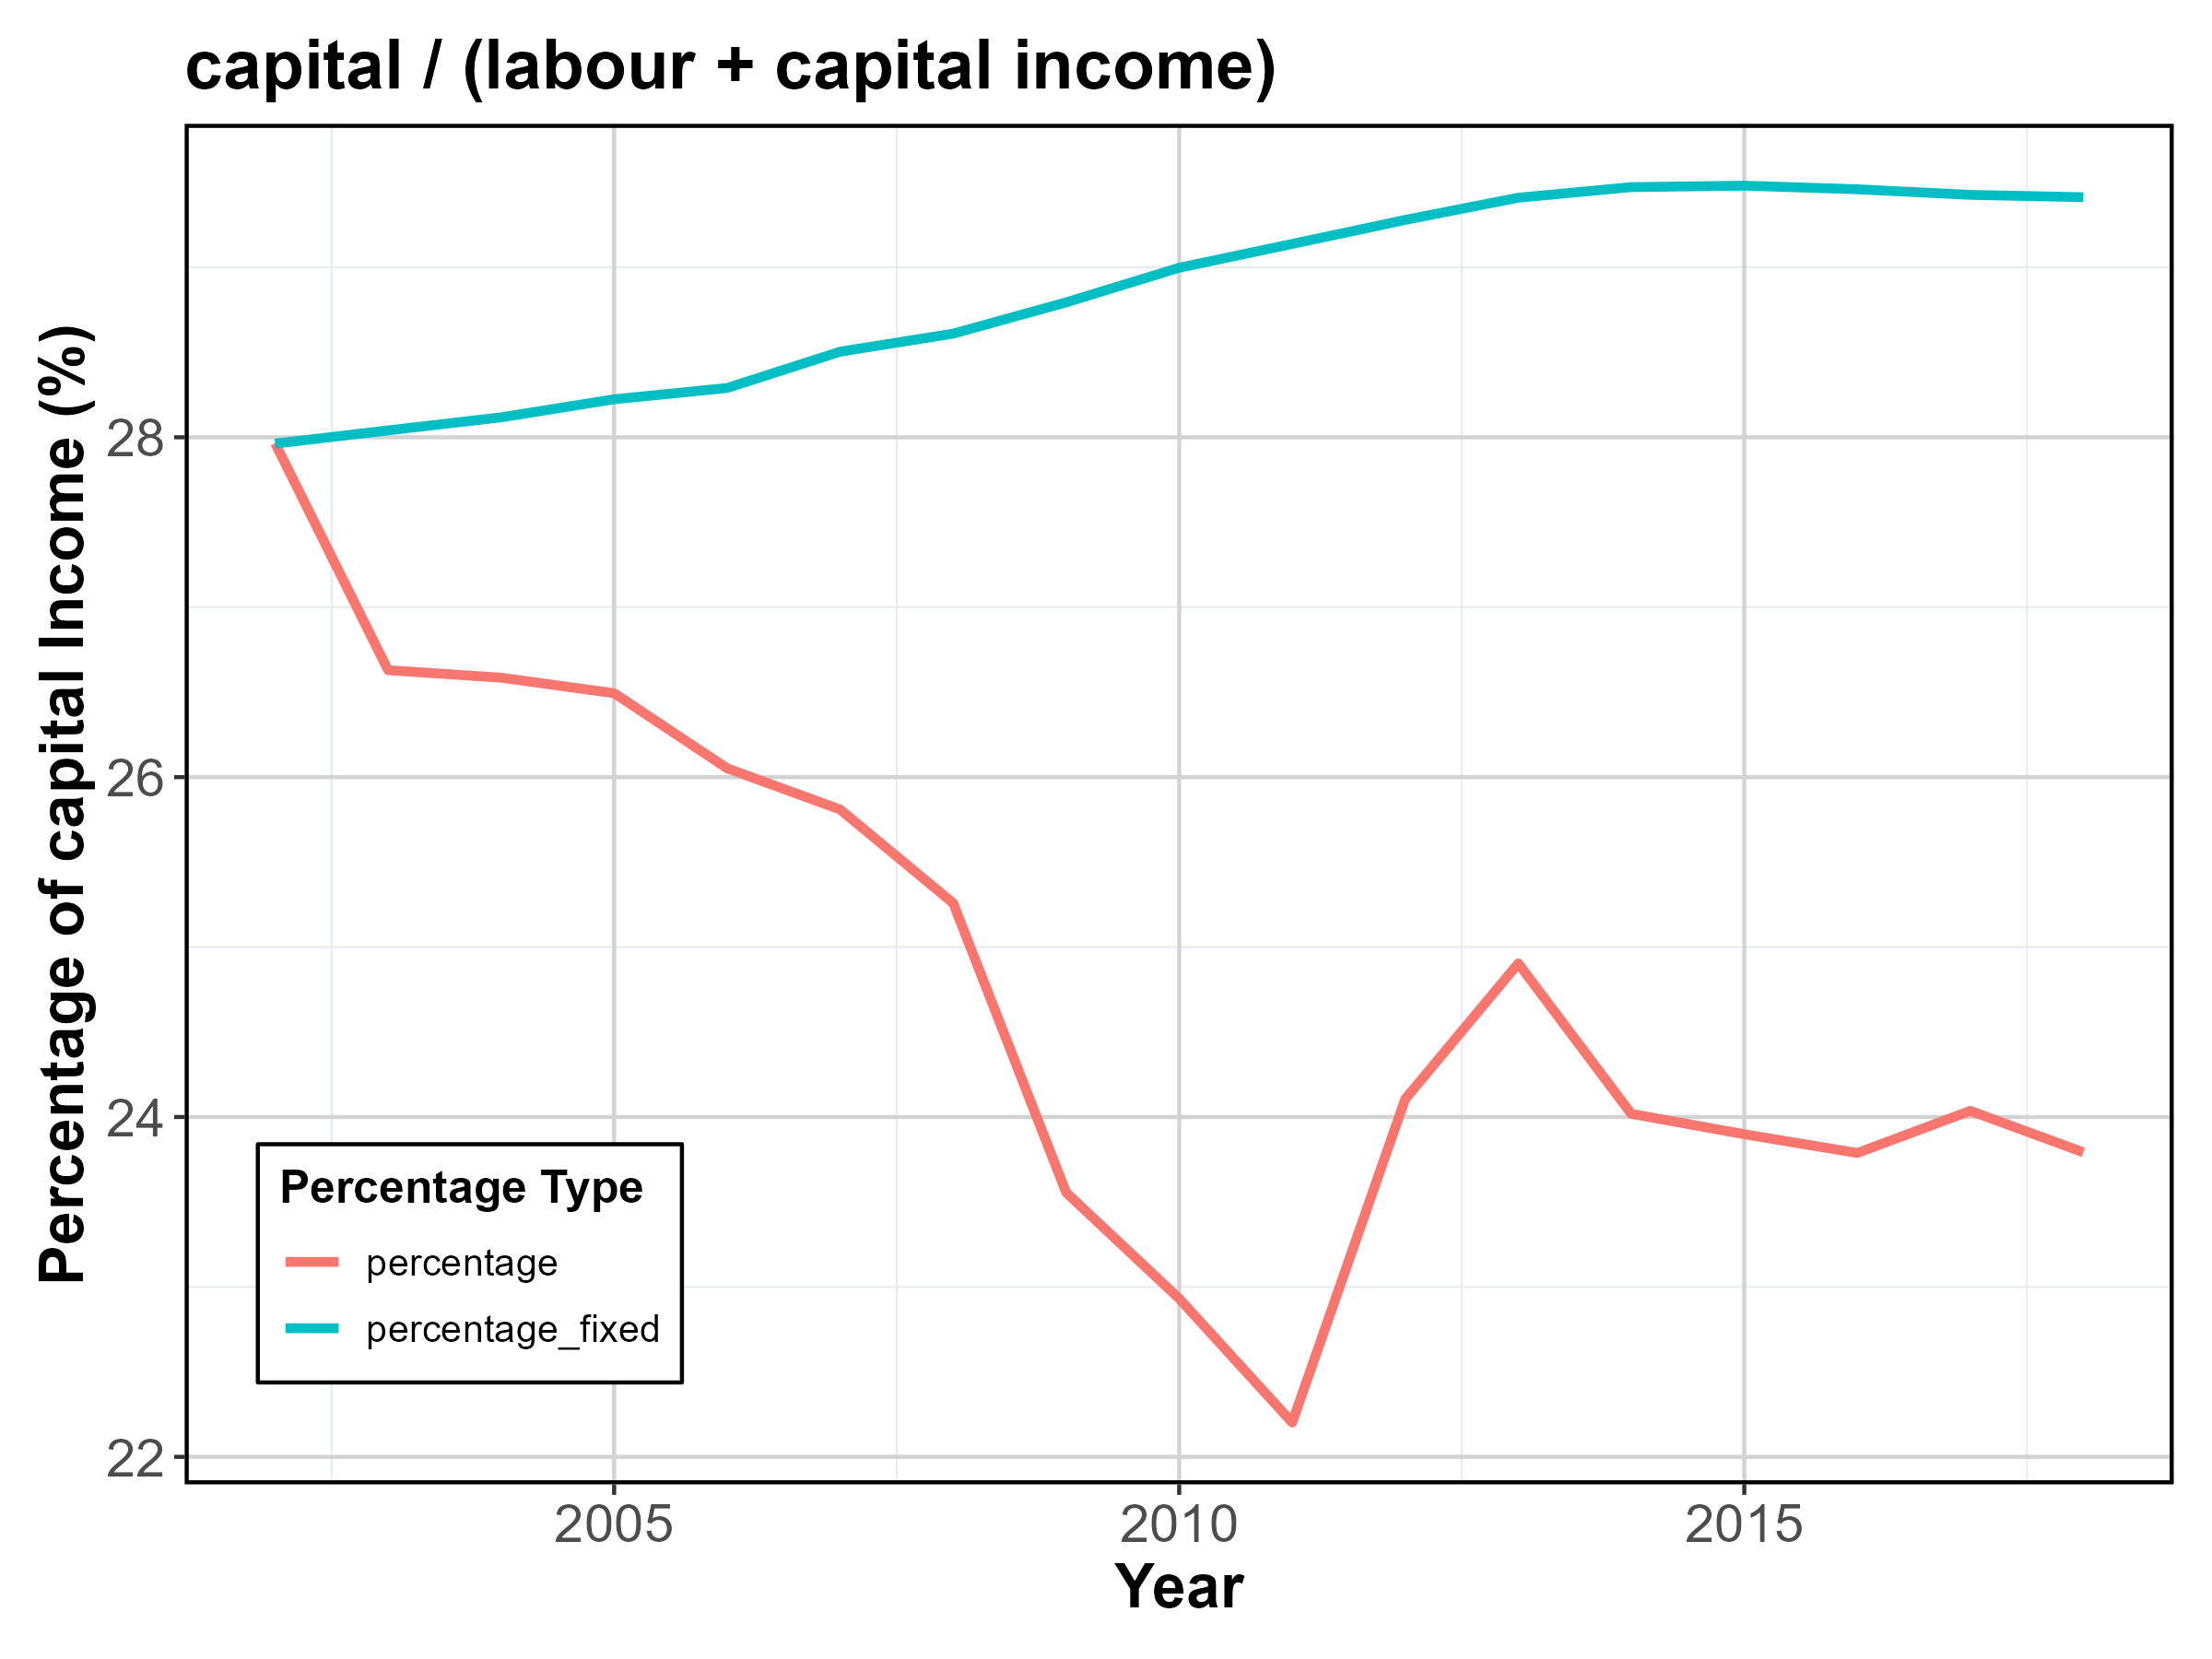 capital / (labour + capital income)
Percentage of capital Income (%)
28
26
24
22
Percentage Type
percentage
percentage_fixed
2005
2010
2015
Year